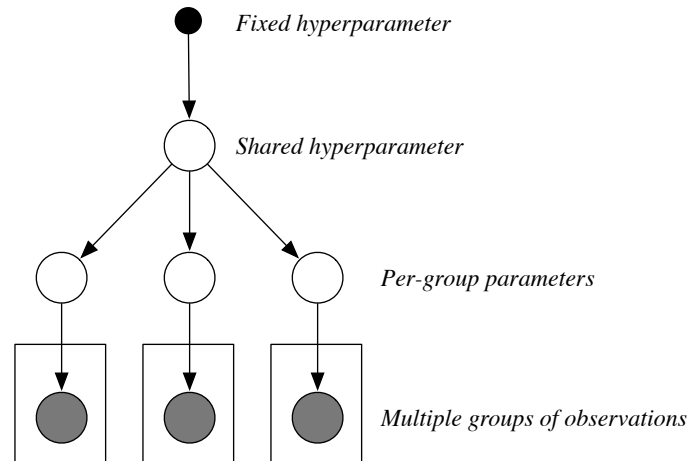 Fixed hyperparameter
Shared hyperparameter
Per-group parameters
Multiple groups of observations